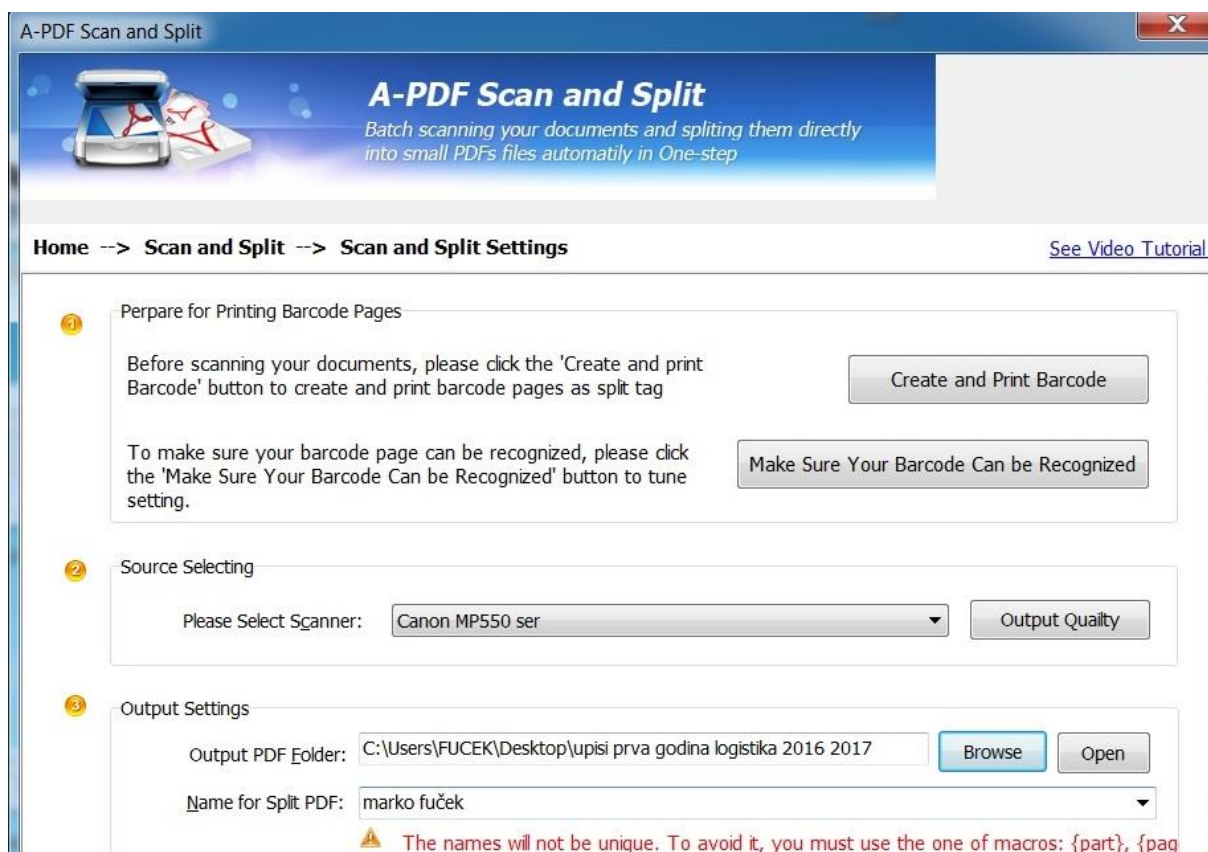 A-PDF Scan and Split
X
A-PDF Scan and Split
Batch scanning your documents and spliting them directly
into small PDFs files automatily in One-step
Home --> Scan and Split --> Scan and Split Settings
See Video Tutorial
1
Perpare for Printing Barcode Pages
Before scanning your documents, please click the 'Create and print
Barcode' button to create and print barcode pages as split tag
Create and Print Barcode
To make sure your barcode page can be recognized, please click
the 'Make Sure Your Barcode Can be Recognized' button to tune
setting.
Make Sure Your Barcode Can be Recognized
2
Source Selecting
Please Select Scanner:
Canon MP550 ser
Output Quailty
3
Output Settings
Output PDF Folder:
C:\Users\FUCEK\Desktop\upisi prva godina logistika 2016 2017
Browse
Open
Name for Split PDF:
marko fuček
The names will not be unique. To avoid it, you must use the one of macros: {part}, {pag